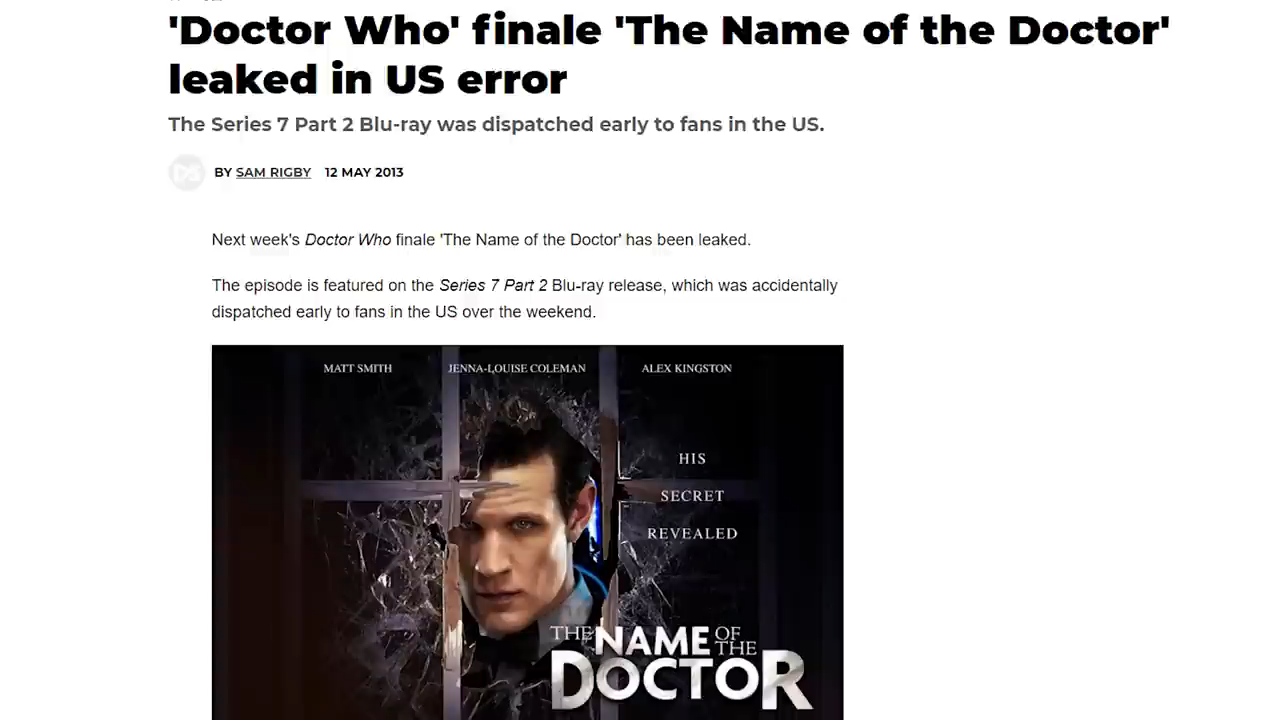 'Doctor Who' finale 'The Name of the Doctor'
leaked in US error
The Series 7 Part 2 Blu-ray was dispatched early to fans in the US.
DS BY SAM RIGBY 12 MAY 2013
Next week's Doctor Who finale 'The Name of the Doctor' has been leaked.
The episode is featured on the Series 7 Part 2 Blu-ray release, which was accidentally
dispatched early to fans in the US over the weekend.
MATT SMITH JENNA-LOUISE COLEMAN ALEX KINGSTON
HIS
SECRET
REVEALED
THE NAME OF THE
DOCTOR